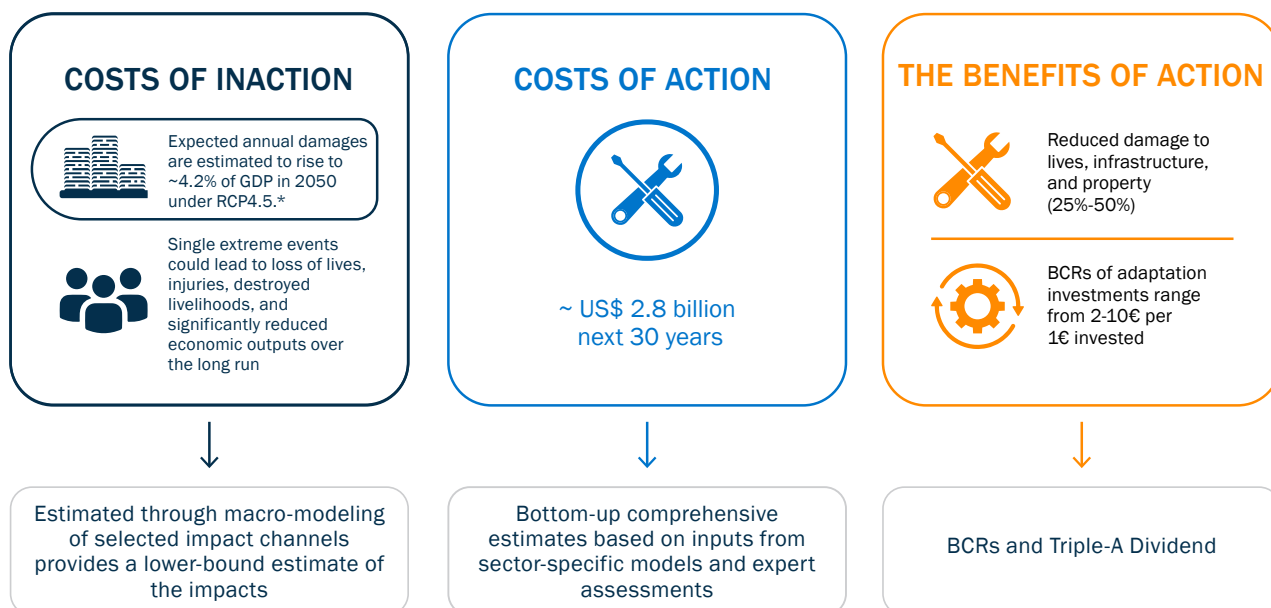 COSTS OF INACTION
Expected annual damages
are estimated to rise to
~4.2% of GDP in 2050
under RCP4.5.*
Single extreme events
could lead to loss of lives,
injuries, destroyed
livelihoods, and
significantly reduced
economic outputs over
the long run
Estimated through macro-modeling
of selected impact channels
provides a lower-bound estimate of
the impacts
COSTS OF ACTION
~ US$ 2.8 billion
next 30 years
Bottom-up comprehensive
estimates based on inputs from
sector-specific models and expert
assessments
THE BENEFITS OF ACTION
Reduced damage to
lives, infrastructure,
and property
(25%-50%)
BCRs of adaptation
investments range
from 2-10€ per
1€ invested
BCRs and Triple-A Dividend